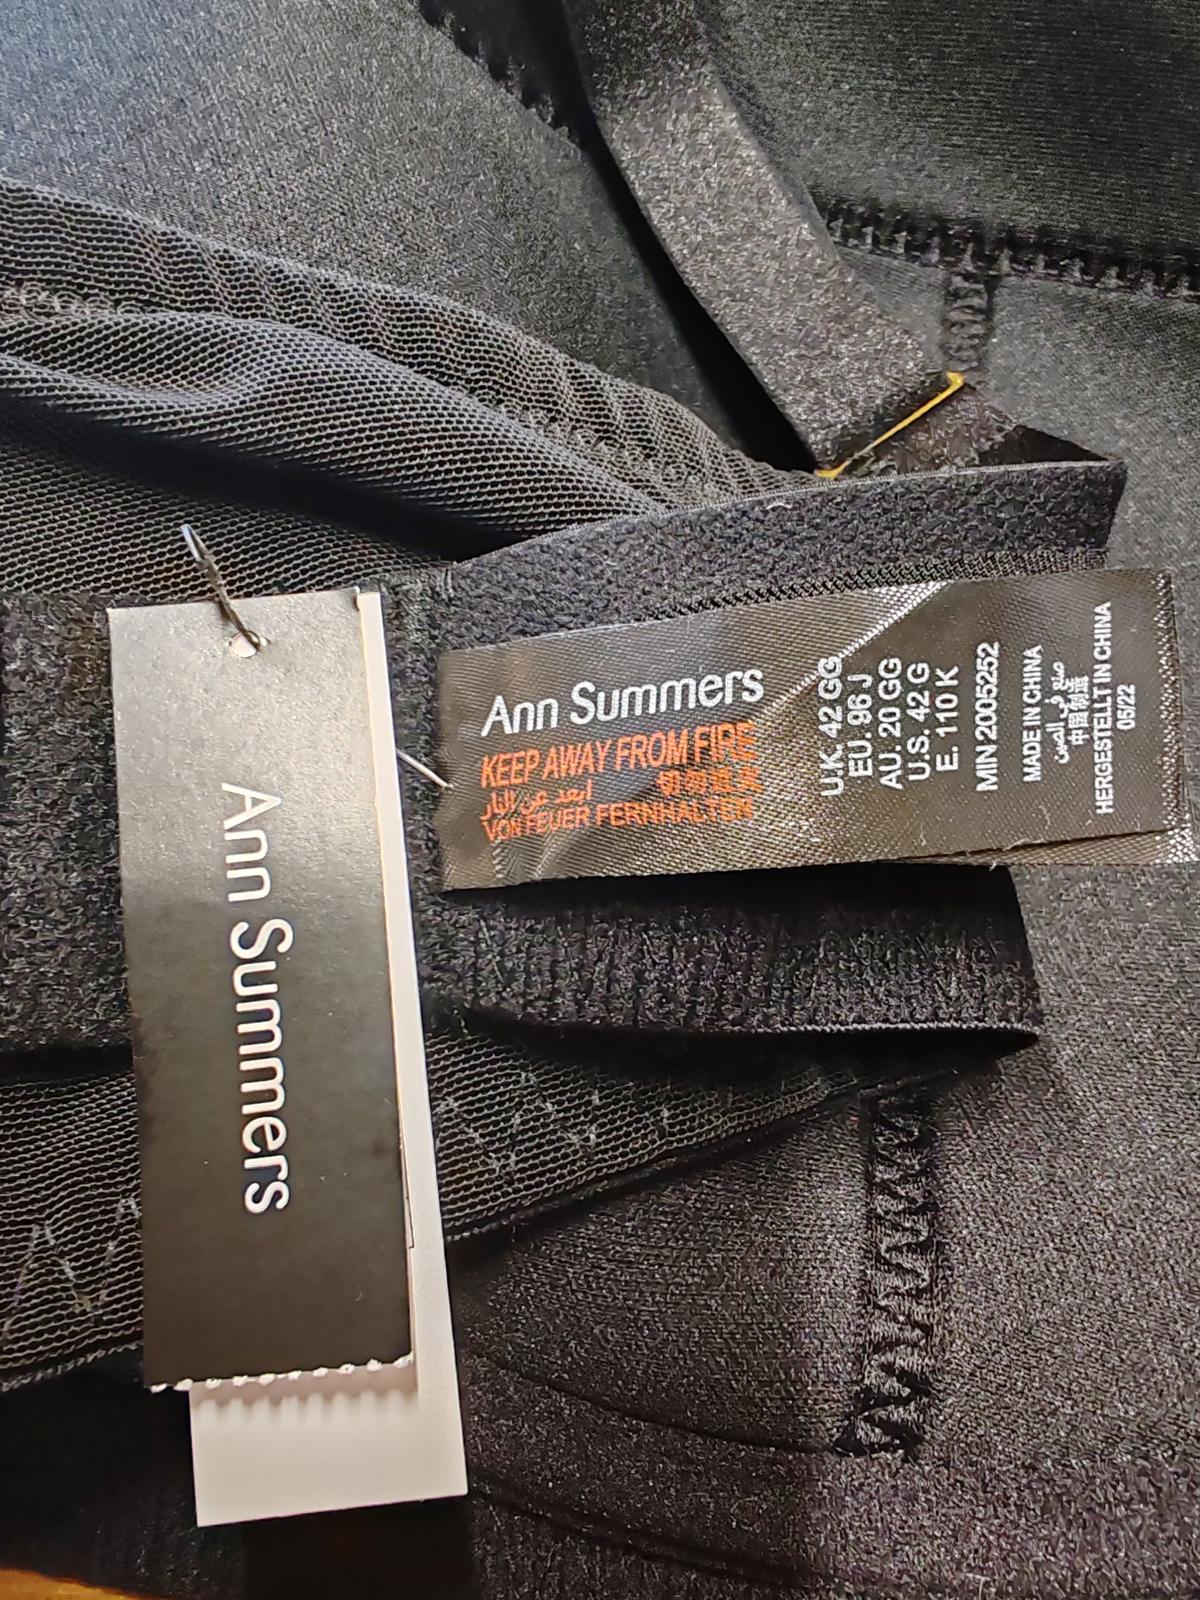 Ann Summers
Ann Summers
KEEP AWAY FROM FIRE
切勿近火
ابعد عن النار
VON FEUER FERNHALTEN
U.K. 42 GG
EU. 96 J
AU. 20 GG
U.S. 42 G
E. 110 K
MIN 2005252
MADE IN CHINA
صنع في الصين
中国制造
HERGESTELLT IN CHINA
05/22